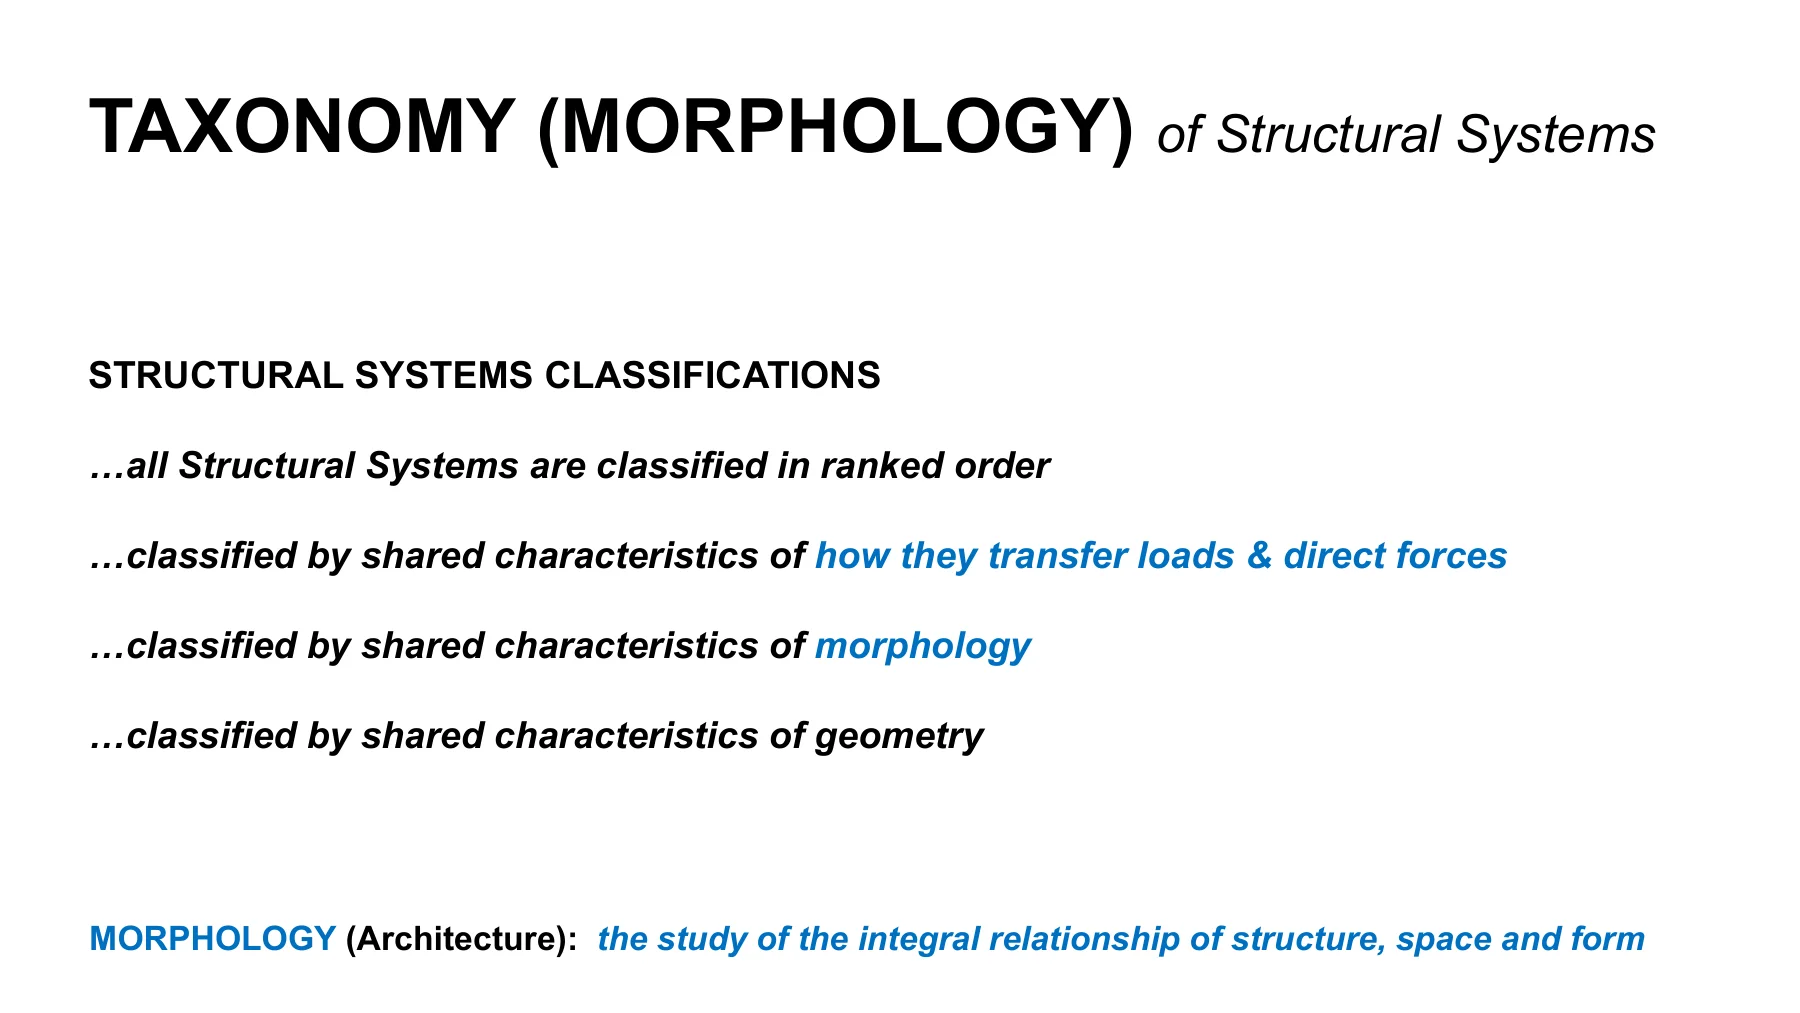 TAXONOMY (MORPHOLOGY) of Structural Systems
STRUCTURAL SYSTEMS CLASSIFICATIONS
…all Structural Systems are classified in ranked order
…classified by shared characteristics of how they transfer loads & direct forces
…classified by shared characteristics of morphology
…classified by shared characteristics of geometry
MORPHOLOGY (Architecture): the study of the integral relationship of structure, space and form